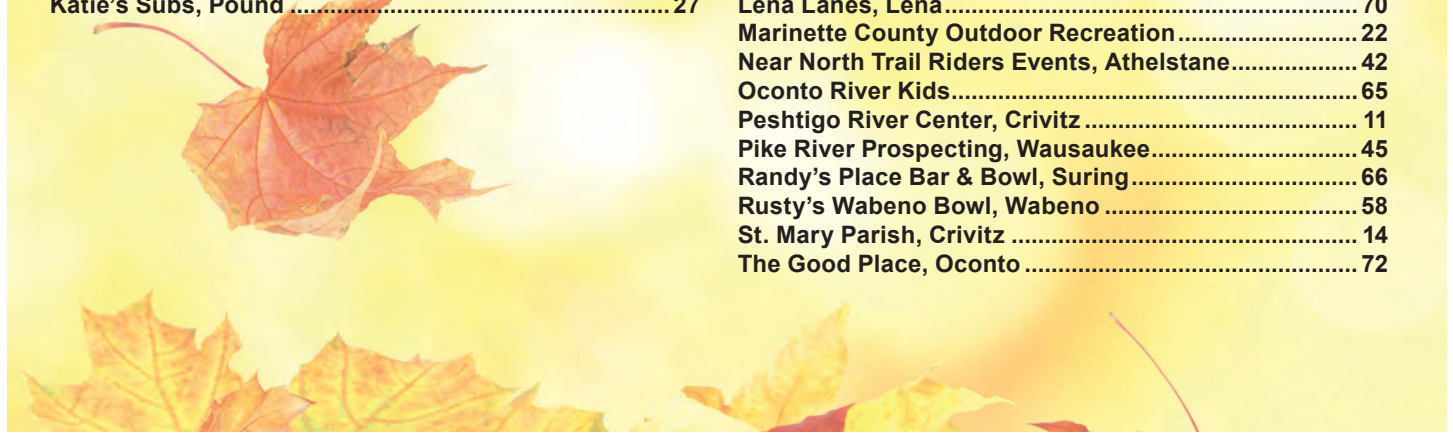 Katie's Subs, Pound ......................................................... 27
Lena Lanes, Lena.............................................................. 70
Marinette County Outdoor Recreation........................... 22
Near North Trail Riders Events, Athelstane................... 42
Oconto River Kids............................................................. 65
Peshtigo River Center, Crivitz ......................................... 11
Pike River Prospecting, Wausaukee............................... 45
Randy's Place Bar & Bowl, Suring.................................. 66
Rusty's Wabeno Bowl, Wabeno ...................................... 58
St. Mary Parish, Crivitz .................................................... 14
The Good Place, Oconto .................................................. 72